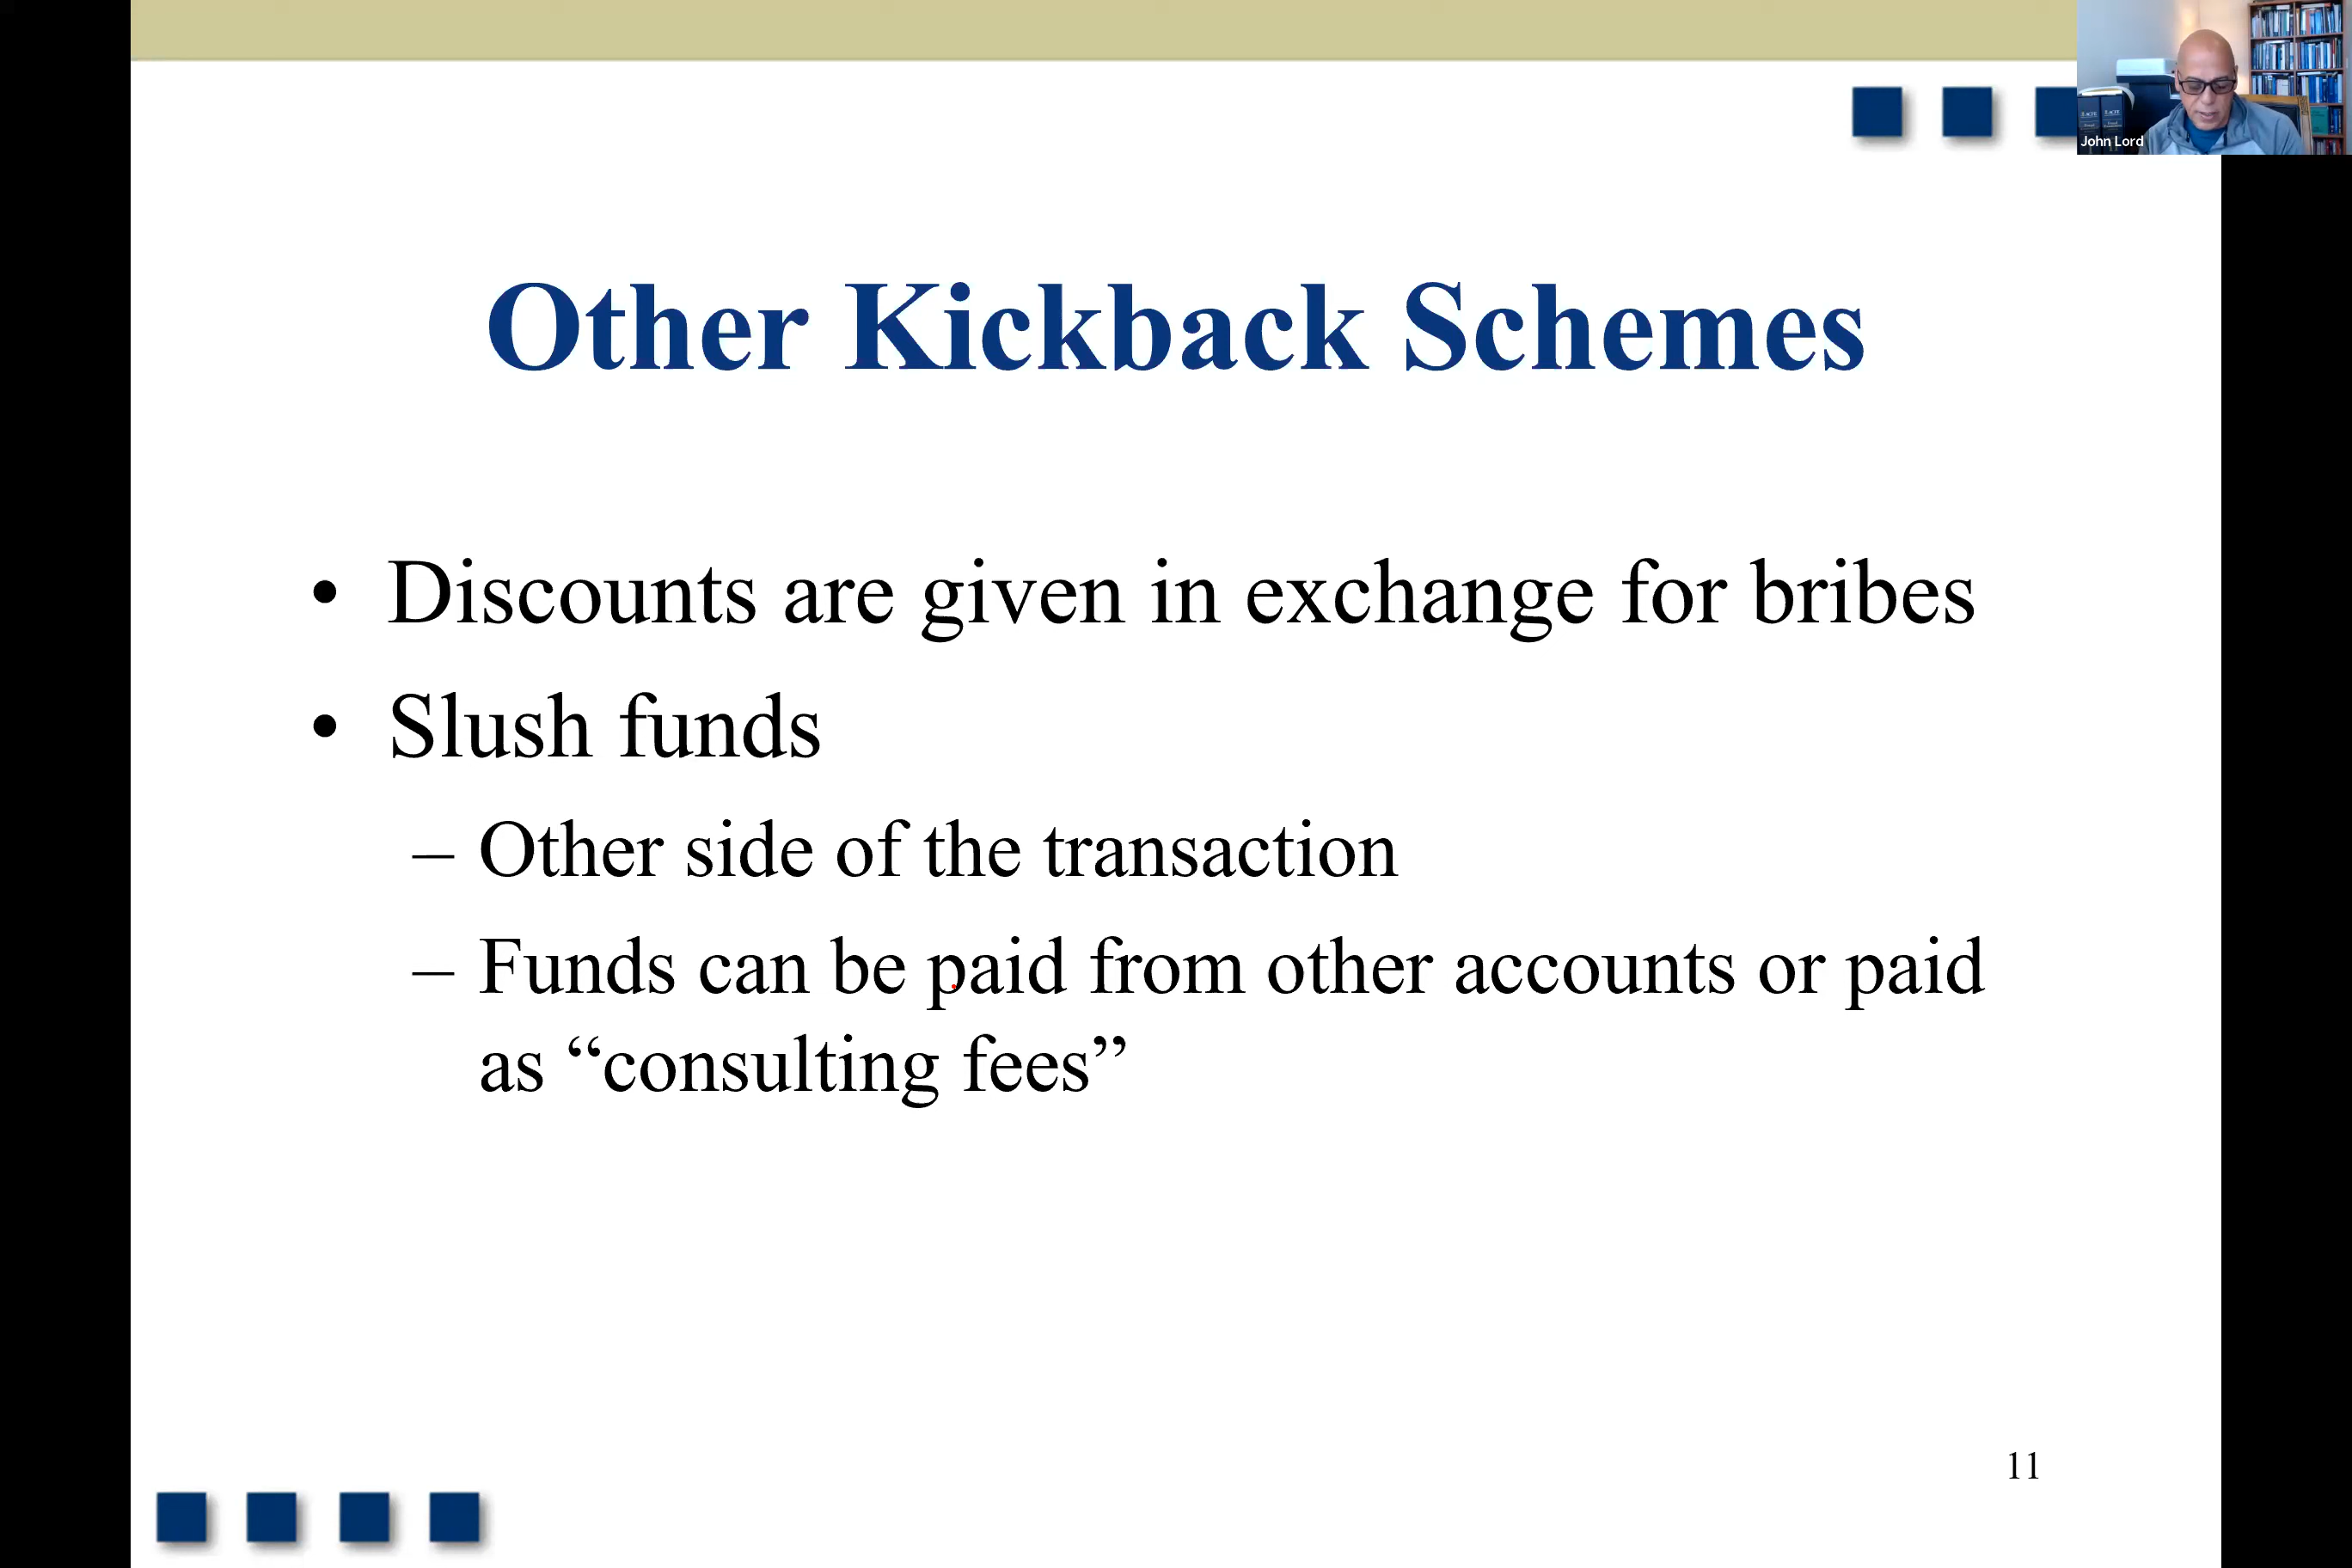 John Lord
Other Kickback Schemes
• Discounts are given in exchange for bribes
• Slush funds
– Other side of the transaction
– Funds can be paid from other accounts or paid
as “consulting fees”
11